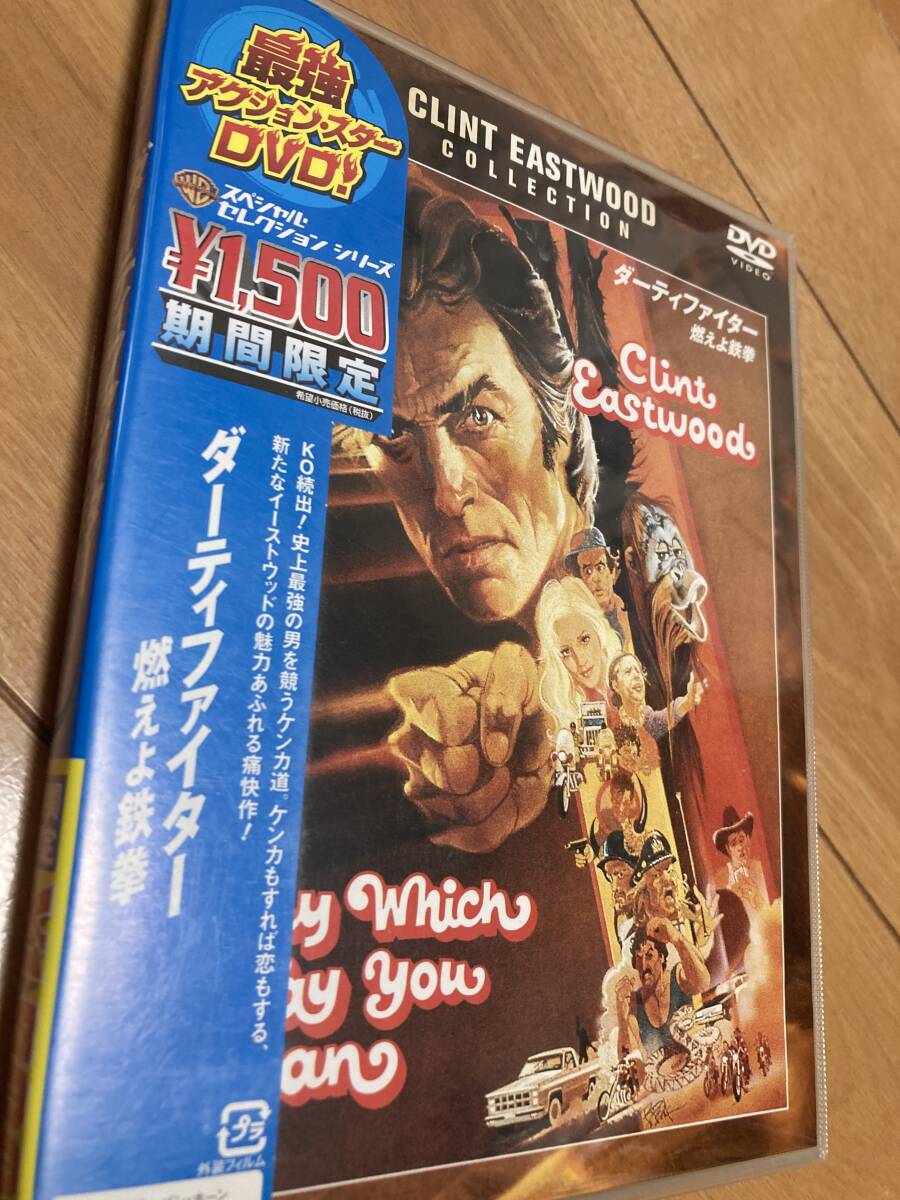 最強
アクション・スター
DVD!
スペシャル
セレクション シリーズ
¥1,500
期間限定
希望小売価格(税抜)
KO続出!史上最強の男を競うケンカ道。ケンカもすれば恋もする、
新たなイーストウッドの魅力あふれる痛快作!
ダーティファイター
燃えよ鉄拳
プラ
外装フィルム
CLINT EASTWOOD
COLLECTION
DVD
VIDEO
ダーティファイター
燃えよ鉄拳
Clint
Eastwood
y Which
ay You
an